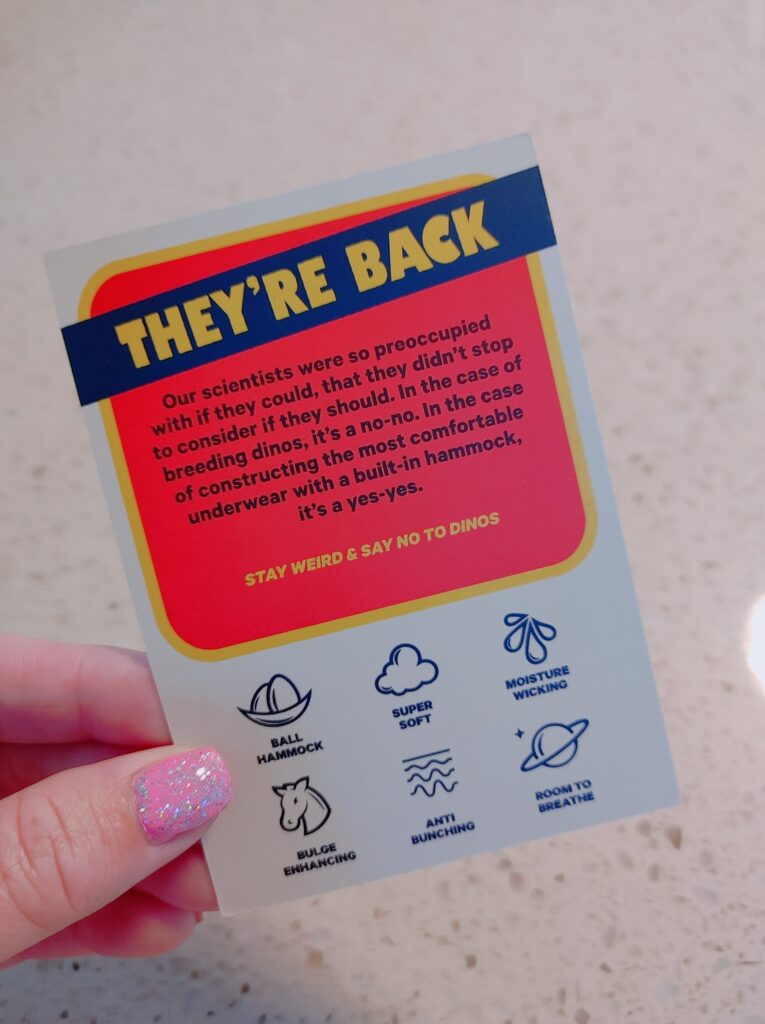 THEY'RE BACK
Our scientists were so preoccupied
with if they could, that they didn't stop
to consider if they should. In the case of
breeding dinos, it's a no-no. In the case
of constructing the most comfortable
underwear with a built-in hammock,
it's a yes-yes.
STAY WEIRD & SAY NO TO DINOS
BALL
HAMMOCK
SUPER
SOFT
MOISTURE
WICKING
BULGE
ENHANCING
ANTI
BUNCHING
ROOM TO
BREATHE